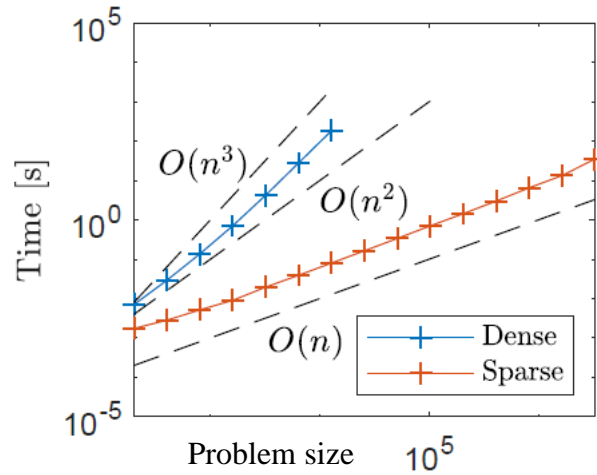 10^5
O(n^3)
Time [s]
O(n^2)
10^0
O(n)
Dense
Sparse
10^-5
Problem size
10^5